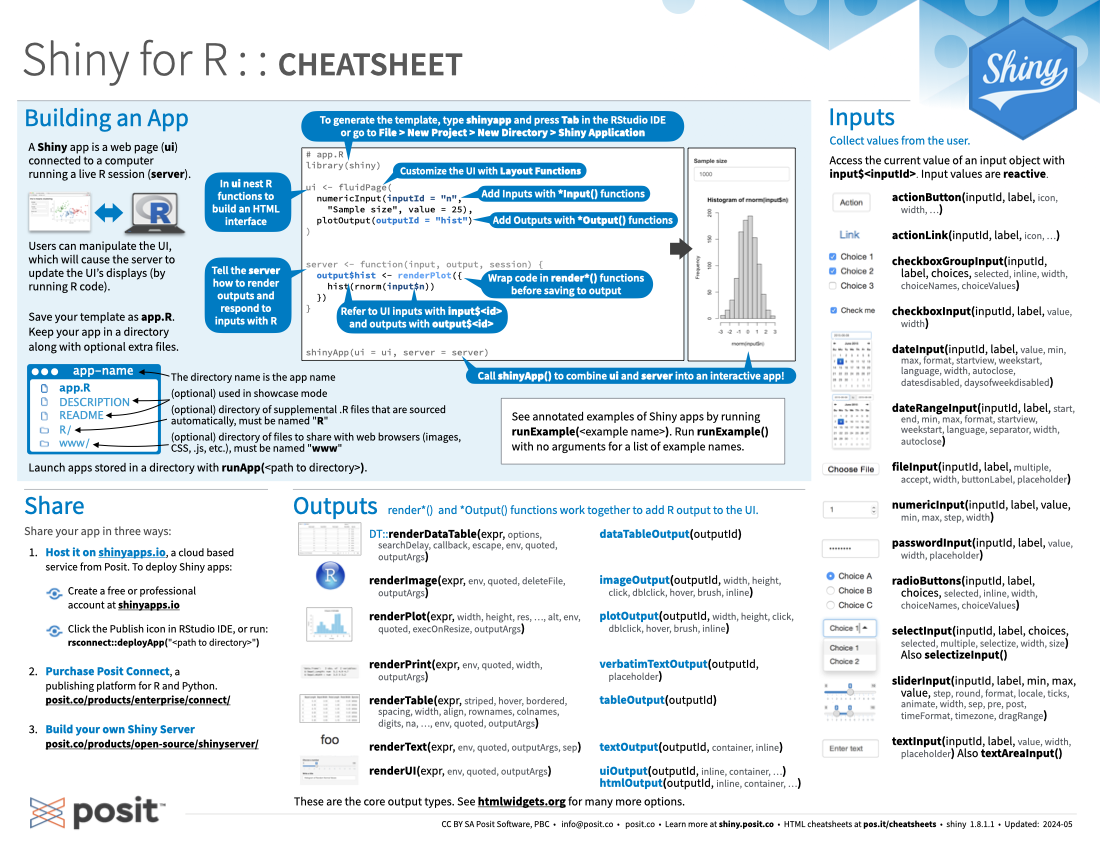 Shiny for R : : CHEATSHEET
Shiny
Building an App
A Shiny app is a web page (ui)
connected to a computer
running a live R session (server).
R
Users can manipulate the UI,
which will cause the server to
update the UI's displays (by
running R code).
Save your template as app.R.
Keep your app in a directory
along with optional extra files.
To generate the template, type shinyapp and press Tab in the RStudio IDE
or go to File > New Project > New Directory > Shiny Application
In ui nest R
functions to
build an HTML
interface
Tell the server
how to render
outputs and
respond to
inputs with R
# app.R
library(shiny)
Customize the UI with Layout Functions
ui <- fluidPage(
numericInput(inputId = "n",
Add Inputs with *Input() functions
"Sample size", value = 25),
plotOutput(outputId = "hist")
Add Outputs with *Output() functions
)
server <- function(input, output, session) {
output$hist <- renderPlot({
hist(rnorm(input$n))
Wrap code in render*() functions
before saving to output
})
Refer to UI inputs with input$<id>
and outputs with output$<id>
}
shinyApp(ui = ui, server = server)
Call shinyApp() to combine ui and server into an interactive app!
Sample size
1000
Histogram of rnorm(input$n)
Frequency
200
150
100
50
0
-3 -2 -1 0 1 2 3
rnorm(input$n)
app-name
app.R
DESCRIPTION
README
R/
www/
The directory name is the app name
(optional) used in showcase mode
(optional) directory of supplemental .R files that are sourced
automatically, must be named "R"
(optional) directory of files to share with web browsers (images,
CSS, .js, etc.), must be named "www"
Launch apps stored in a directory with runApp(<path to directory>).
See annotated examples of Shiny apps by running
runExample(<example name>). Run runExample()
with no arguments for a list of example names.
Share
Share your app in three ways:
1. Host it on shinyapps.io, a cloud based
service from Posit. To deploy Shiny apps:
Create a free or professional
account at shinyapps.io
Click the Publish icon in RStudio IDE, or run:
rsconnect::deployApp("<path to directory>")
2. Purchase Posit Connect, a
publishing platform for R and Python.
posit.co/products/enterprise/connect/
3. Build your own Shiny Server
posit.co/products/open-source/shinyserver/
Outputs render*() and *Output() functions work together to add R output to the UI.
DT::renderDataTable(expr, options,
searchDelay, callback, escape, env, quoted,
outputArgs)
dataTableOutput(outputId)
R
renderImage(expr, env, quoted, deleteFile,
outputArgs)
imageOutput(outputId, width, height,
click, dblclick, hover, brush, inline)
renderPlot(expr, width, height, res, …, alt, env,
quoted, execOnResize, outputArgs)
plotOutput(outputId, width, height, click,
dblclick, hover, brush, inline)
renderPrint(expr, env, quoted, width,
outputArgs)
verbatimTextOutput(outputId,
placeholder)
renderTable(expr, striped, hover, bordered,
spacing, width, align, rownames, colnames,
digits, na, …, env, quoted, outputArgs)
tableOutput(outputId)
foo
renderText(expr, env, quoted, outputArgs, sep)
textOutput(outputId, container, inline)
renderUI(expr, env, quoted, outputArgs)
uiOutput(outputId, inline, container, …)
htmlOutput(outputId, inline, container, …)
These are the core output types. See htmlwidgets.org for many more options.
Inputs
Collect values from the user.
Access the current value of an input object with
input$<inputId>. Input values are reactive.
Action
actionButton(inputId, label, icon,
width, …)
Link
actionLink(inputId, label, icon, …)
Choice 1
Choice 2
Choice 3
checkboxGroupInput(inputId,
label, choices, selected, inline, width,
choiceNames, choiceValues)
Check me
checkboxInput(inputId, label, value,
width)
dateInput(inputId, label, value, min,
max, format, startview, weekstart,
language, width, autoclose,
datesdisabled, daysofweekdisabled)
dateRangeInput(inputId, label, start,
end, min, max, format, startview,
weekstart, language, separator, width,
autoclose)
Choose File
fileInput(inputId, label, multiple,
accept, width, buttonLabel, placeholder)
1
numericInput(inputId, label, value,
min, max, step, width)
passwordInput(inputId, label, value,
width, placeholder)
Choice A
Choice B
Choice C
radioButtons(inputId, label,
choices, selected, inline, width,
choiceNames, choiceValues)
Choice 1
Choice 1
Choice 2
selectInput(inputId, label, choices,
selected, multiple, selectize, width, size)
Also selectizeInput()
sliderInput(inputId, label, min, max,
value, step, round, format, locale, ticks,
animate, width, sep, pre, post,
timeFormat, timezone, dragRange)
Enter text
textInput(inputId, label, value, width,
placeholder) Also textAreaInput()
posit™
CC BY SA Posit Software, PBC • info@posit.co • posit.co • Learn more at shiny.posit.co • HTML cheatsheets at pos.it/cheatsheets • shiny 1.8.1.1 • Updated: 2024-05